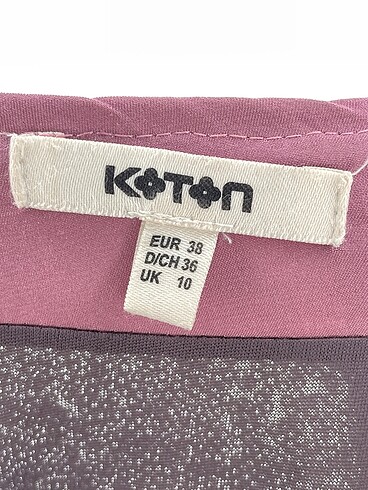 KOTON
EUR 38
D/CH 36
UK 10